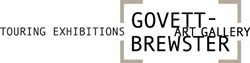 GOVETT-
TOURING EXHIBITIONS ART GALLERY
BREWSTER